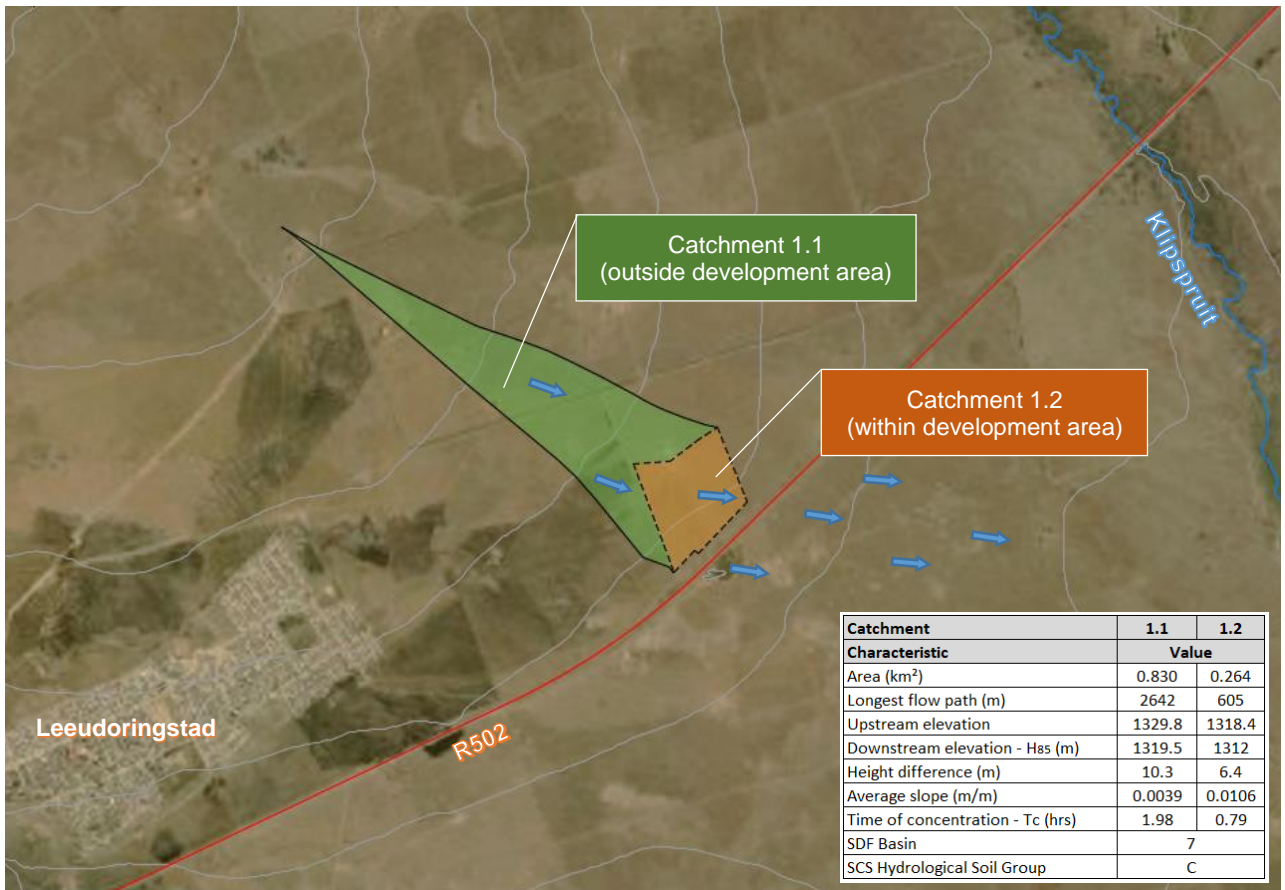 Catchment 1.1
(outside development area)
Klipspruit
Catchment 1.2
(within development area)
Leeudoringstad
R502
Catchment 1.1 1.2
Characteristic Value
Area (km²) 0.830 0.264
Longest flow path (m) 2642 605
Upstream elevation 1329.8 1318.4
Downstream elevation - H85 (m) 1319.5 1312
Height difference (m) 10.3 6.4
Average slope (m/m) 0.0039 0.0106
Time of concentration - Tc (hrs) 1.98 0.79
SDF Basin 7
SCS Hydrological Soil Group C